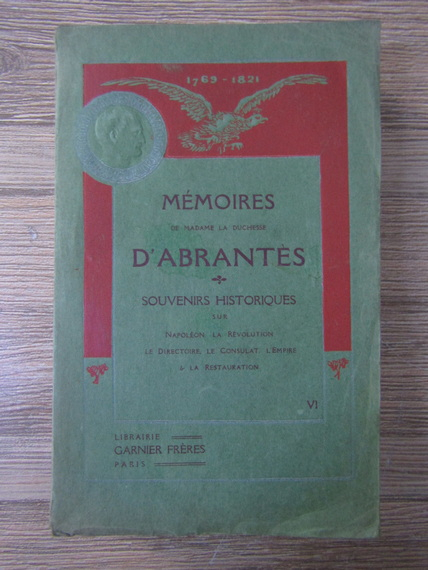 1769 - 1821
MÉMOIRES
DE MADAME LA DUCHESSE
D'ABRANTÈS
SOUVENIRS HISTORIQUES
SUR
NAPOLÉON LA RÉVOLUTION
LE DIRECTOIRE, LE CONSULAT, L'EMPIRE
& LA RESTAURATION
VI
LIBRAIRIE
GARNIER FRÈRES
PARIS